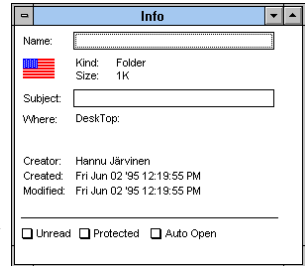 Info
Name:
Kind: Folder
Size: 1K
Subject:
Where: DeskTop:
Creator: Hannu Järvinen
Created: Fri Jun 02 '95 12:19:55 PM
Modified: Fri Jun 02 '95 12:19:55 PM
Unread Protected Auto Open